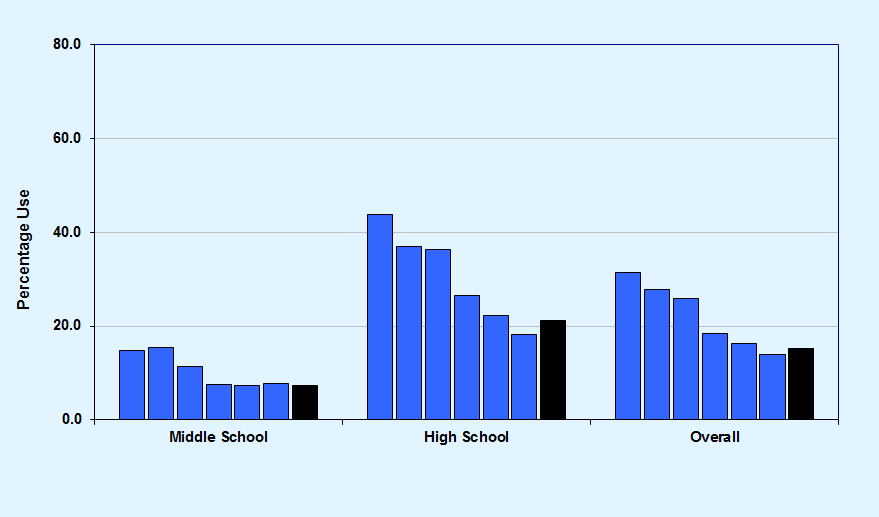 80.0
60.0
40.0
20.0
0.0
Percentage Use
Middle School
High School
Overall